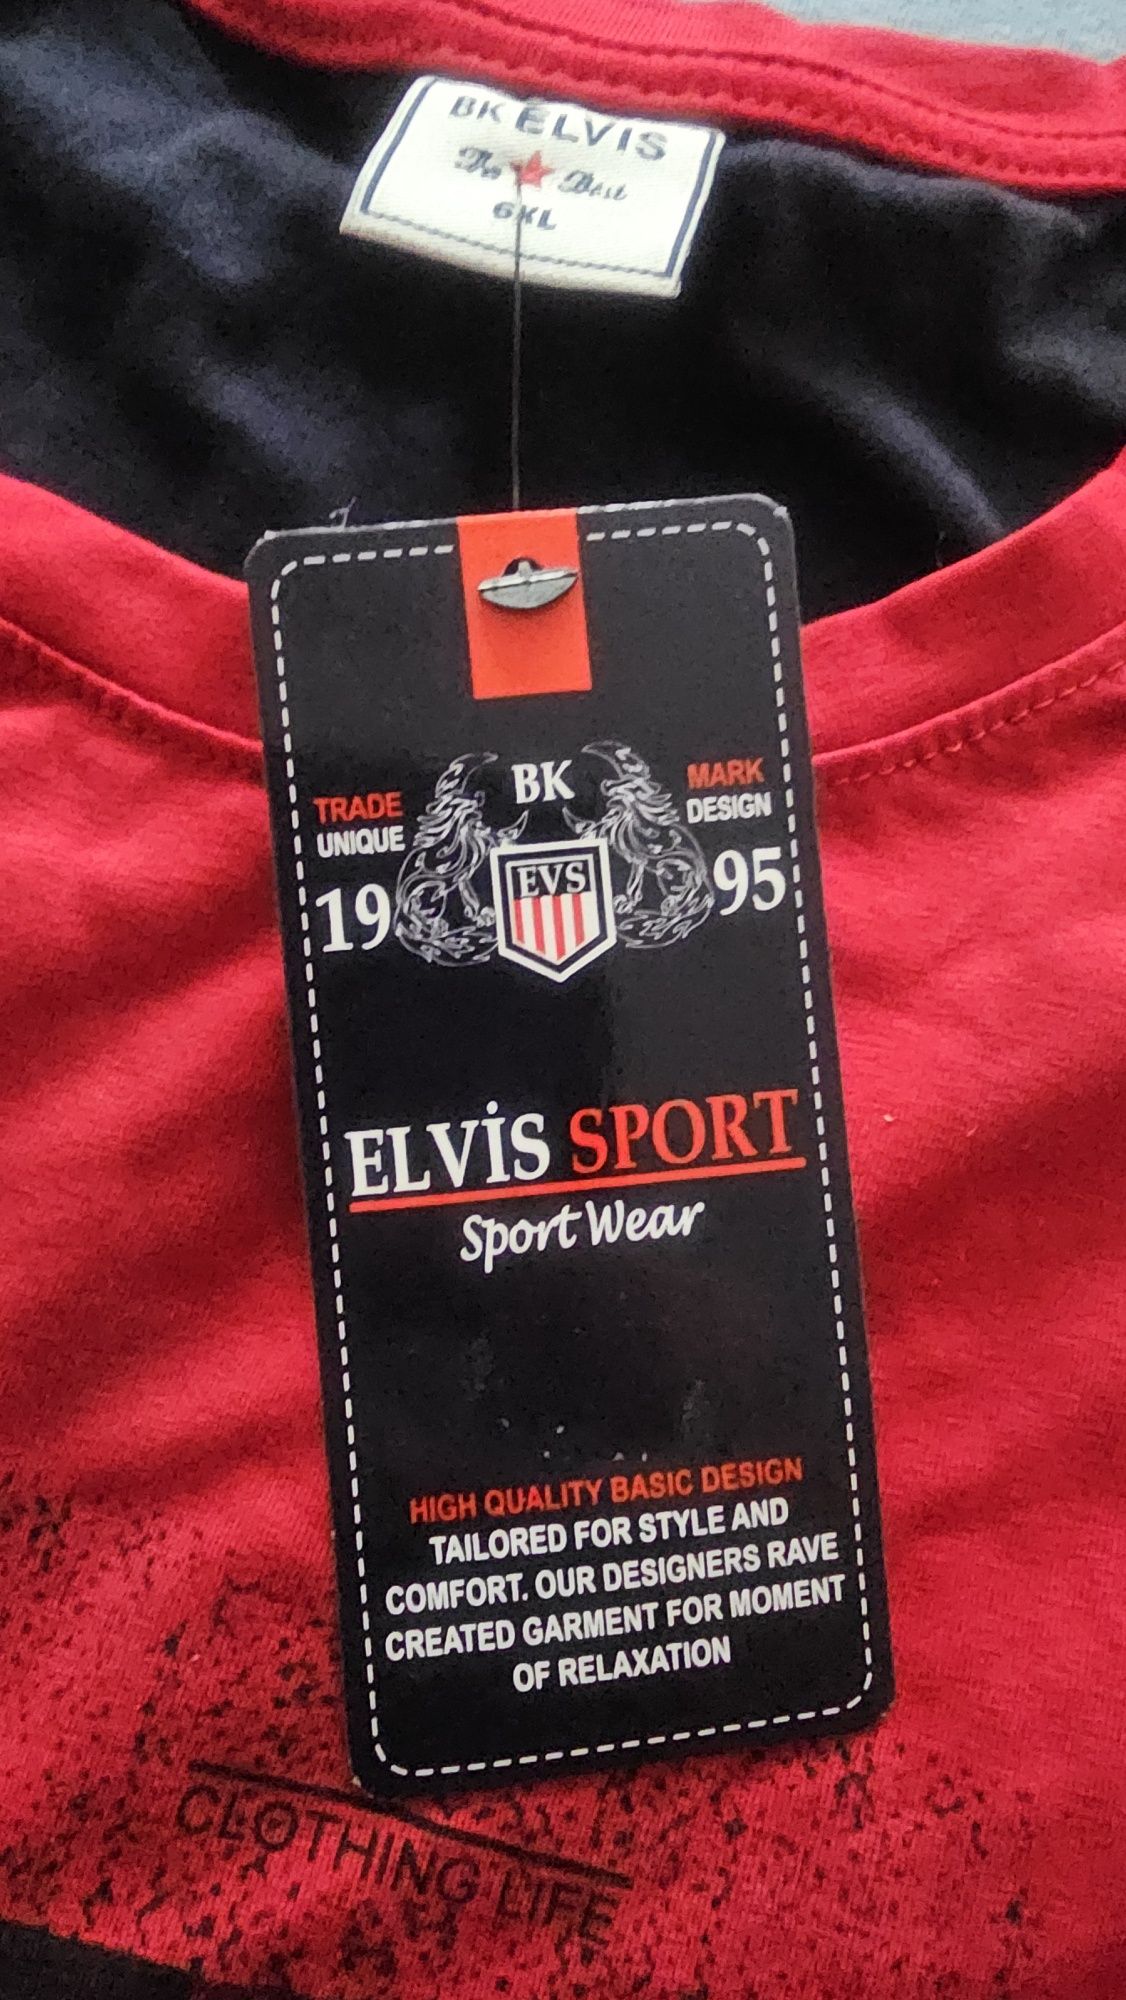 BK ELVIS
The Best
6XL
BK
TRADE MARK
UNIQUE DESIGN
EVS
19 95
ELVİS SPORT
Sport Wear
HIGH QUALITY BASIC DESIGN
TAILORED FOR STYLE AND
COMFORT. OUR DESIGNERS RAVE
CREATED GARMENT FOR MOMENT
OF RELAXATION
CLOTHING LIFE